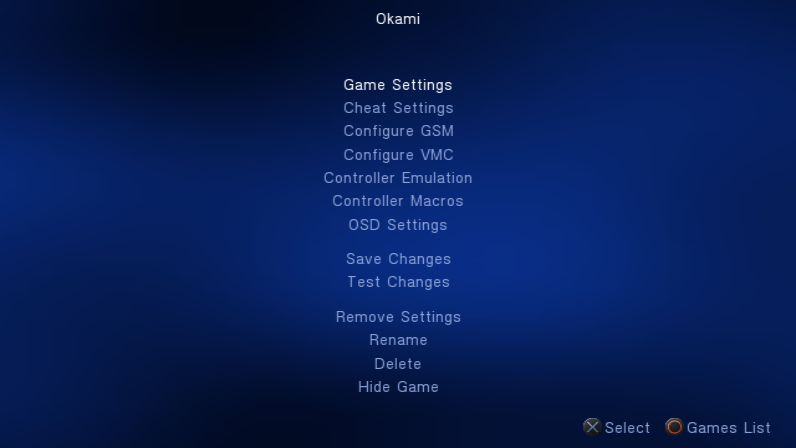 Okami
Game Settings
Cheat Settings
Configure GSM
Configure VMC
Controller Emulation
Controller Macros
OSD Settings
Save Changes
Test Changes
Remove Settings
Rename
Delete
Hide Game
Select Games List